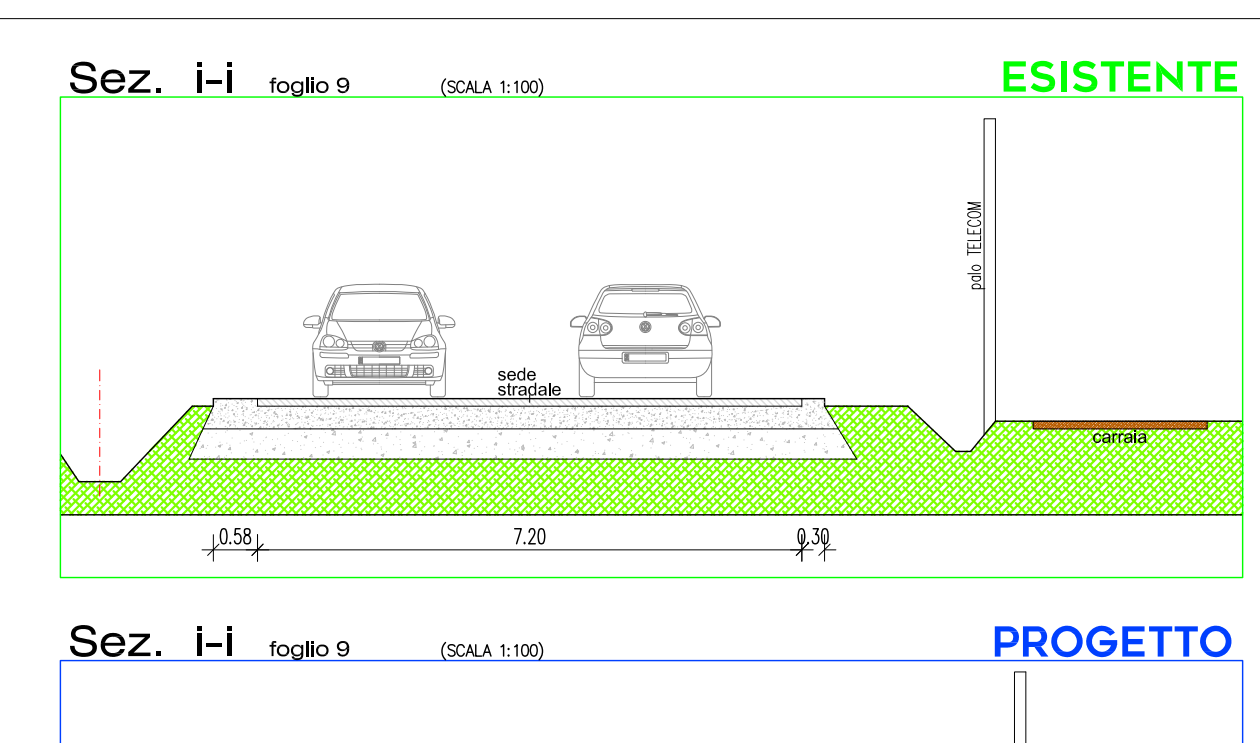 Sez. i-i foglio 9 (SCALA 1:100) ESISTENTE
palo TELECOM
sede
stradale
carraia
0.58 7.20 0.30
Sez. i-i foglio 9 (SCALA 1:100) PROGETTO